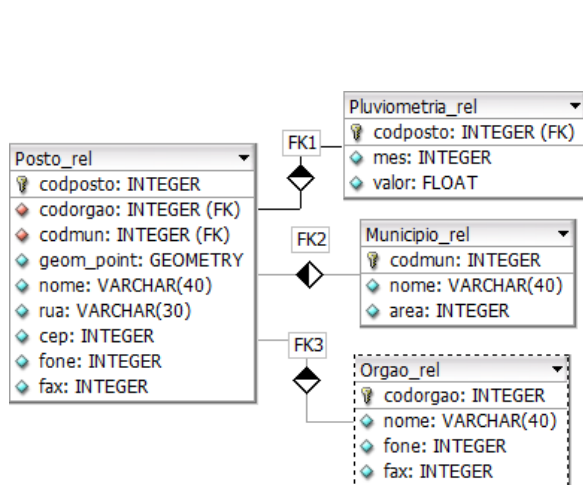 Posto_rel
codposto: INTEGER
codorgao: INTEGER (FK)
codmun: INTEGER (FK)
geom_point: GEOMETRY
nome: VARCHAR(40)
rua: VARCHAR(30)
cep: INTEGER
fone: INTEGER
fax: INTEGER
FK1
FK2
FK3
Pluviometria_rel
codposto: INTEGER (FK)
mes: INTEGER
valor: FLOAT
Municipio_rel
codmun: INTEGER
nome: VARCHAR(40)
area: INTEGER
Orgao_rel
codorgao: INTEGER
nome: VARCHAR(40)
fone: INTEGER
fax: INTEGER